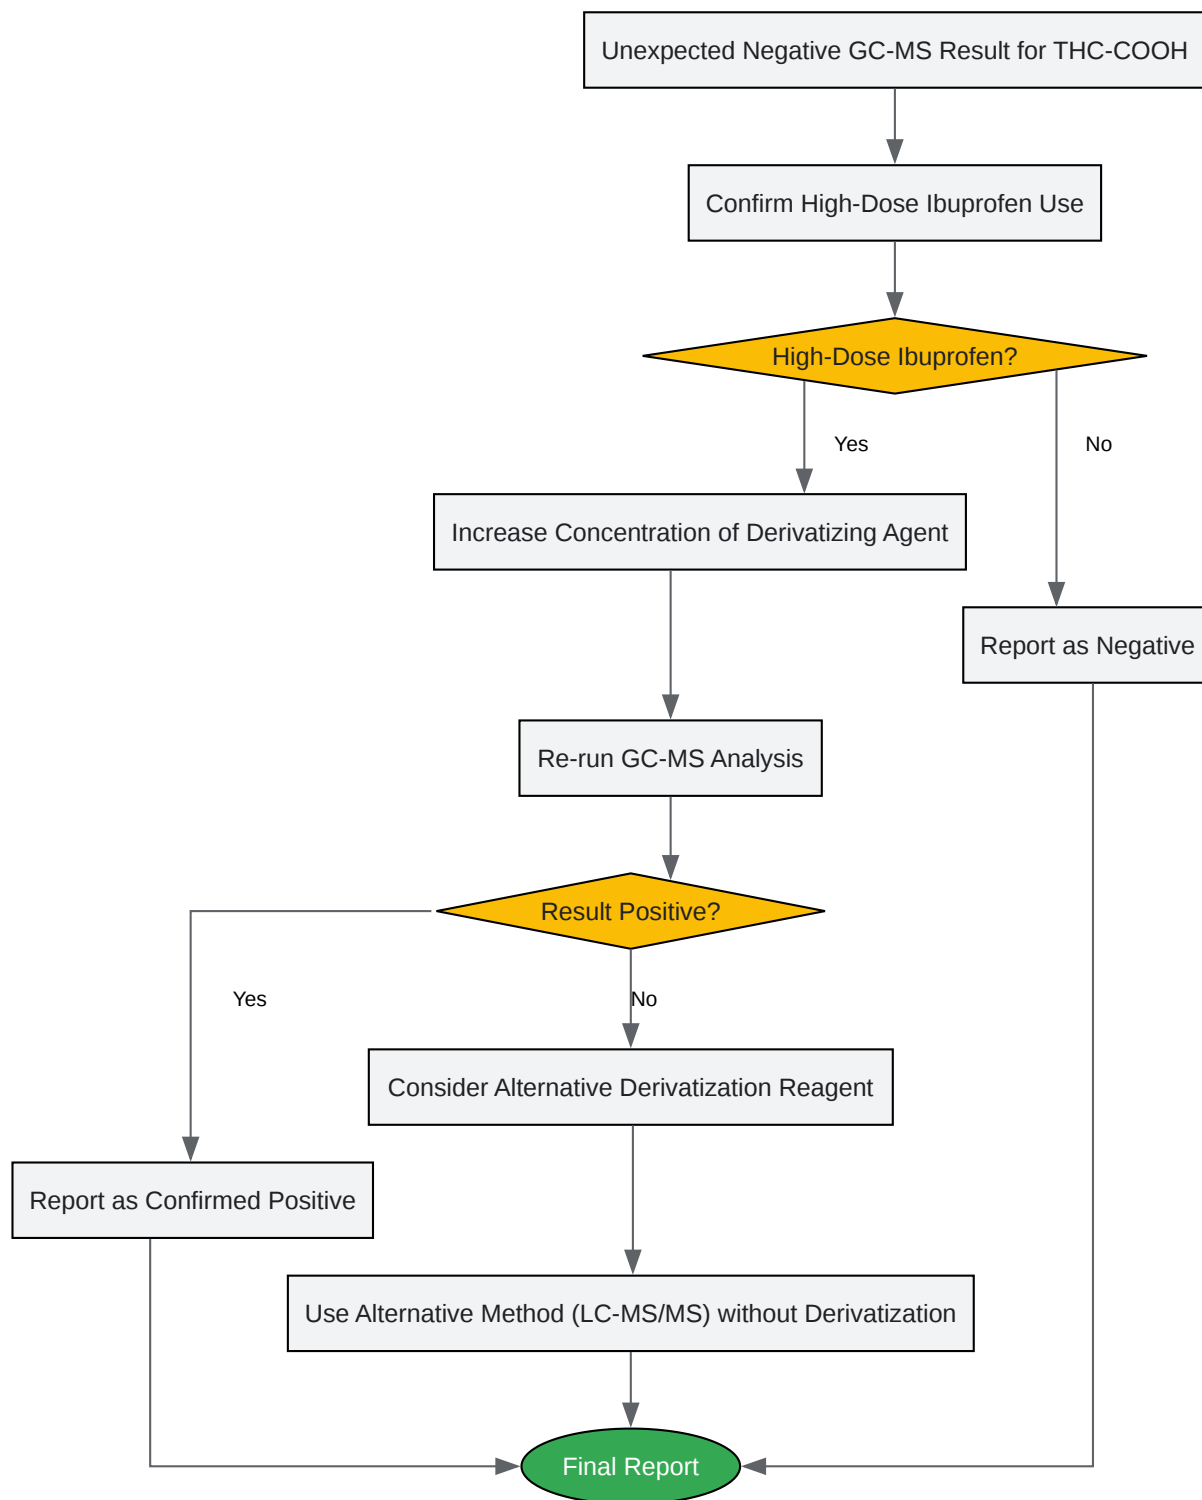 Unexpected Negative GC-MS Result for THC-COOH
Confirm High-Dose Ibuprofen Use
High-Dose Ibuprofen?
Yes
No
Increase Concentration of Derivatizing Agent
Report as Negative
Re-run GC-MS Analysis
Result Positive?
Yes
No
Consider Alternative Derivatization Reagent
Report as Confirmed Positive
Use Alternative Method (LC-MS/MS) without Derivatization
Final Report